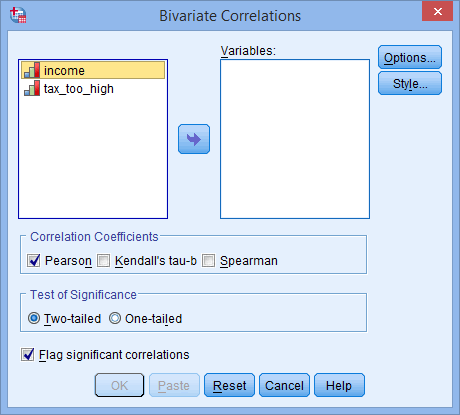 Bivariate Correlations
income
tax_too_high
Variables:
Options...
Style...
Correlation Coefficients
Pearson Kendall's tau-b Spearman
Test of Significance
Two-tailed One-tailed
Flag significant correlations
OK Paste Reset Cancel Help